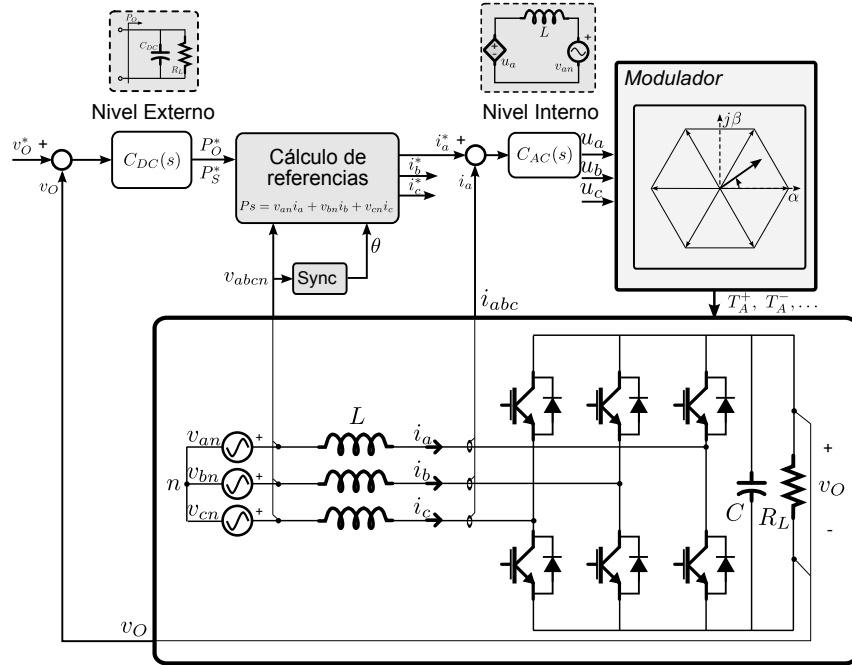 P_O
C_DC
R_L
L
u_a
v_an
+
-
+
Nivel Externo
Nivel Interno
Modulador
jβ
α
v_O^* +
v_O
C_DC(s)
P_O^*
P_S^*
Cálculo de
referencias
Ps = v_an i_a + v_bn i_b + v_cn i_c
i_a^* +
i_b^*
i_c^*
i_a
C_AC(s)
u_a
u_b
u_c
θ
v_abcn
Sync
i_abc
T_A^+, T_A^-, ...
L
v_an +
i_a
n
v_bn +
i_b
v_cn +
i_c
C
R_L
+
v_O
-
v_O